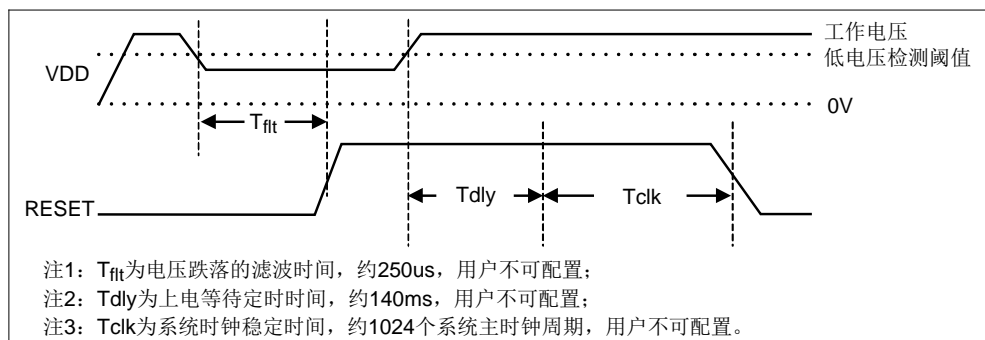 工作电压
低电压检测阈值
VDD
0V
Tflt
Tdly
Tclk
RESET
注1：Tflt为电压跌落的滤波时间，约250us，用户不可配置；
注2：Tdly为上电等待定时时间，约140ms，用户不可配置；
注3：Tclk为系统时钟稳定时间，约1024个系统主时钟周期，用户不可配置。